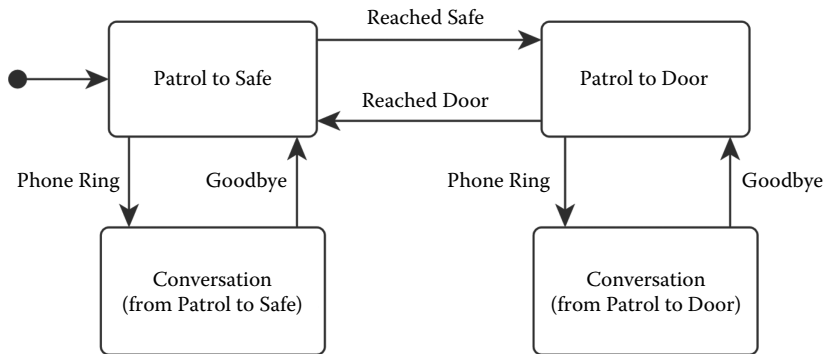 Reached Safe
Patrol to Safe
Patrol to Door
Reached Door
Phone Ring
Goodbye
Phone Ring
Goodbye
Conversation
(from Patrol to Safe)
Conversation
(from Patrol to Door)